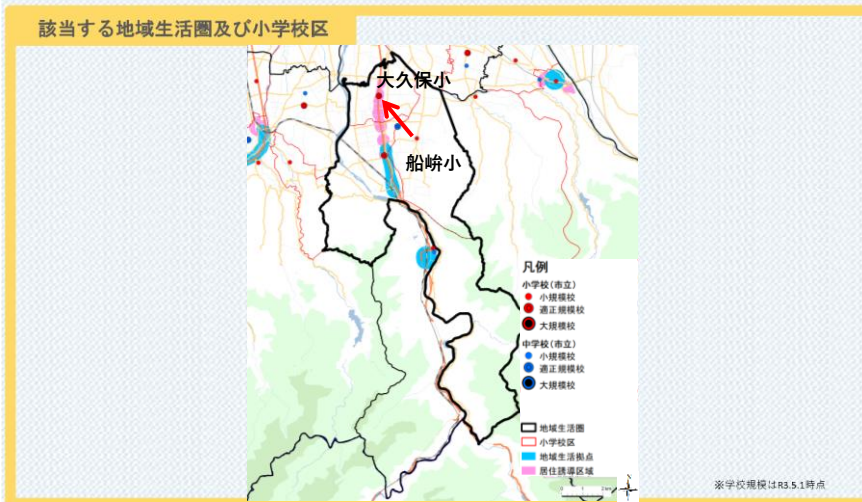 該当する地域生活圏及び小学校区
大久保小
船峅小
凡例
小学校(市立)
小規模校
適正規模校
大規模校
中学校(市立)
小規模校
適正規模校
大規模校
地域生活圏
小学校区
地域生活拠点
居住誘導区域
※学校規模はR3.5.1時点